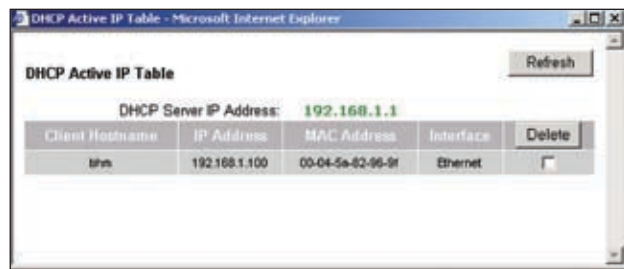 DHCP Active IP Table - Microsoft Internet Explorer
Refresh
DHCP Active IP Table
DHCP Server IP Address: 192.168.1.1
Client Hostname IP Address MAC Address Interface Delete
192.168.1.100 00-04-5a-82-96-9f Ethernet